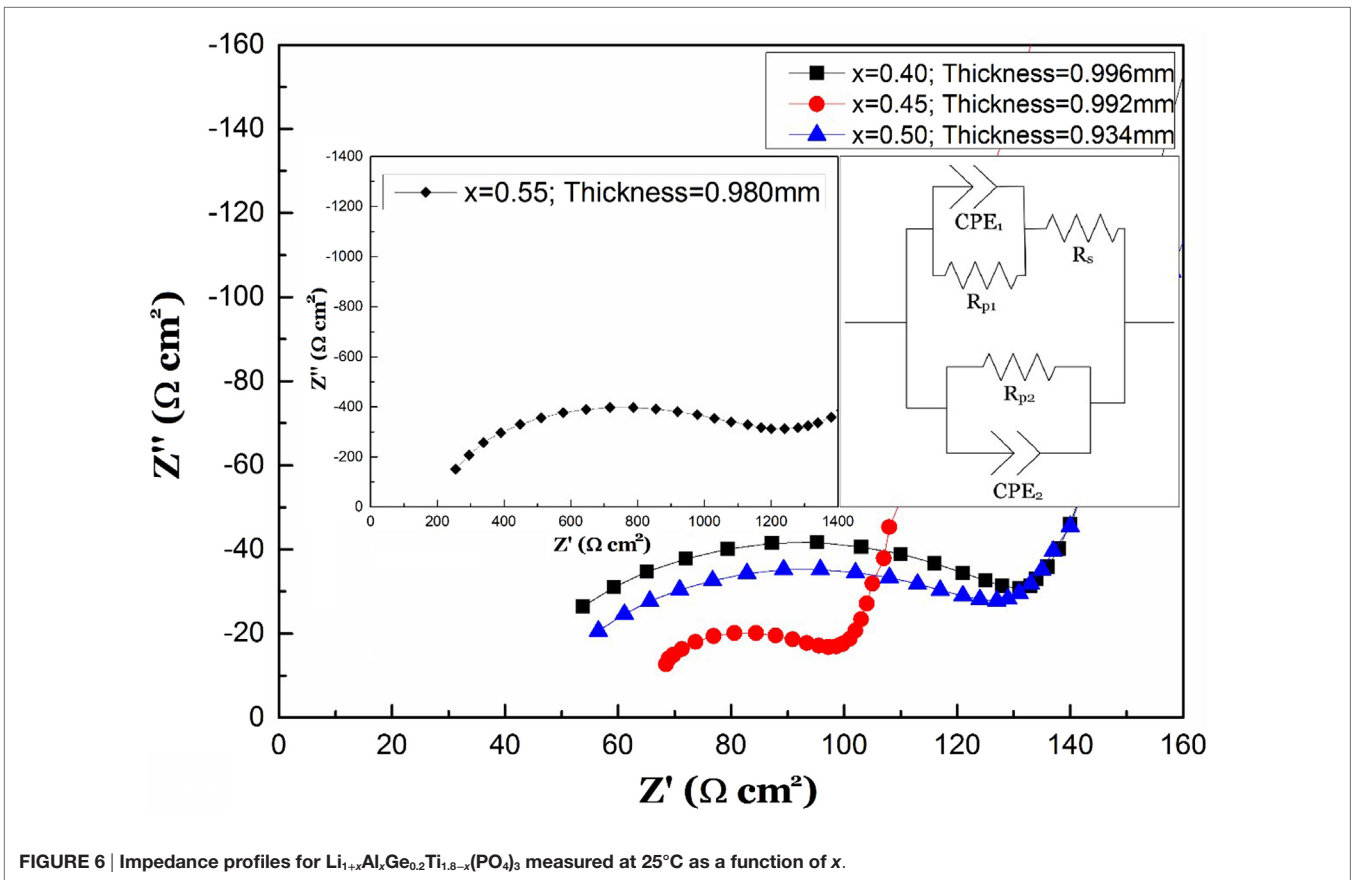 -160
-140
-120
-100
-80
-60
-40
-20
0
Z'' (Ω cm²)
x=0.40; Thickness=0.996mm
x=0.45; Thickness=0.992mm
x=0.50; Thickness=0.934mm
-1400
-1200
-1000
-800
-600
-400
-200
0
Z'' (Ω cm²)
x=0.55; Thickness=0.980mm
0 200 400 600 800 1000 1200 1400
Z' (Ω cm²)
CPE₁
Rₛ
Rₚ₁
Rₚ₂
CPE₂
0 20 40 60 80 100 120 140 160
Z' (Ω cm²)
FIGURE 6 | Impedance profiles for Li₁₊ₓAlₓGe₀.₂Ti₁.₈₋ₓ(PO₄)₃ measured at 25°C as a function of x.